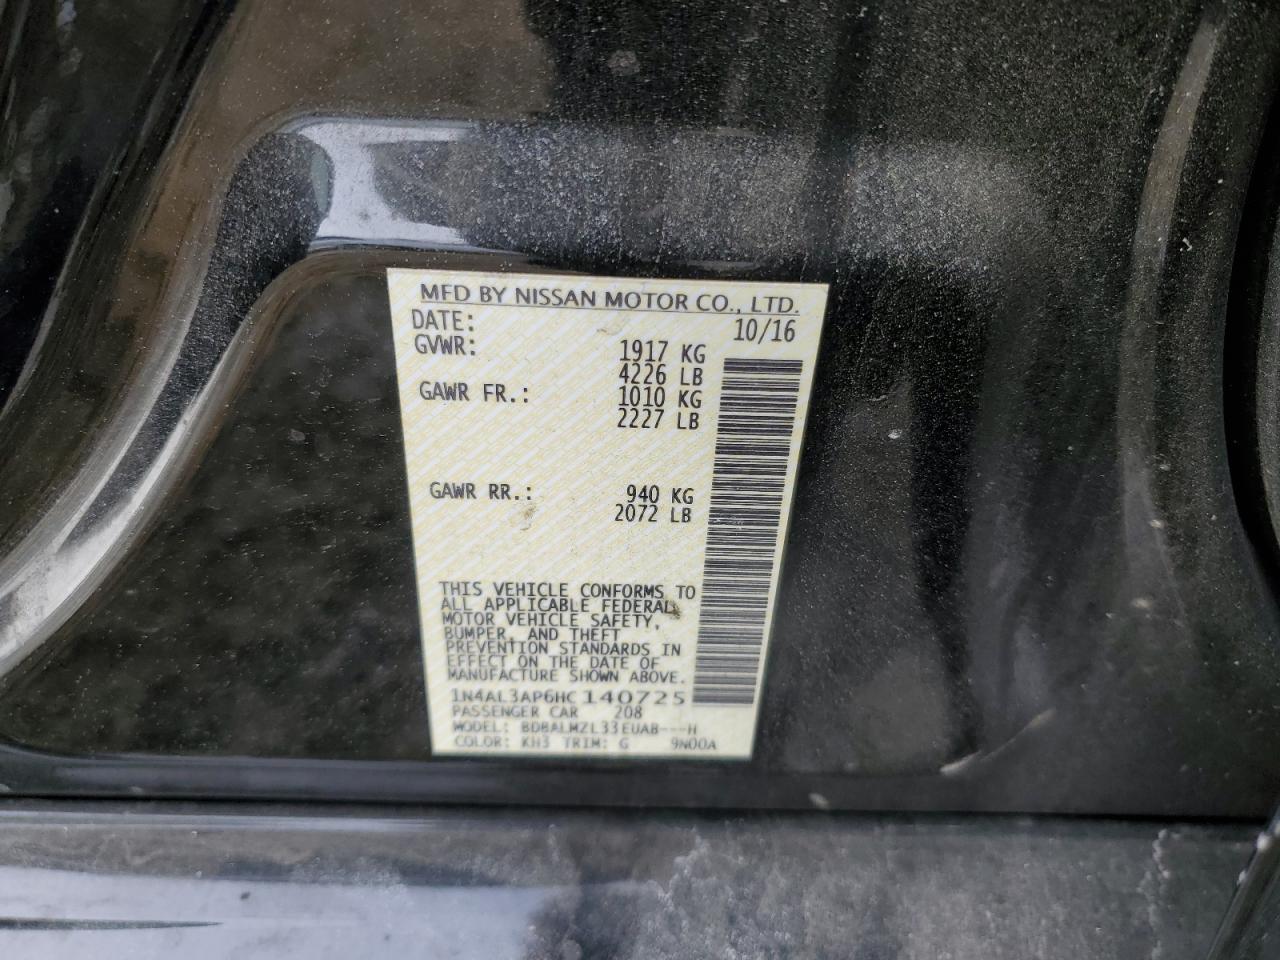 MFD BY NISSAN MOTOR CO., LTD.
DATE: 10/16
GVWR: 1917 KG
4226 LB
GAWR FR.: 1010 KG
2227 LB
GAWR RR.: 940 KG
2072 LB
THIS VEHICLE CONFORMS TO
ALL APPLICABLE FEDERAL
MOTOR VEHICLE SAFETY,
BUMPER, AND THEFT
PREVENTION STANDARDS IN
EFFECT ON THE DATE OF
MANUFACTURE SHOWN ABOVE.
1N4AL3AP6HC140725
PASSENGER CAR 208
MODEL: BDBALMZL33EUAB---H
COLOR: KH3 TRIM: G 9N00A